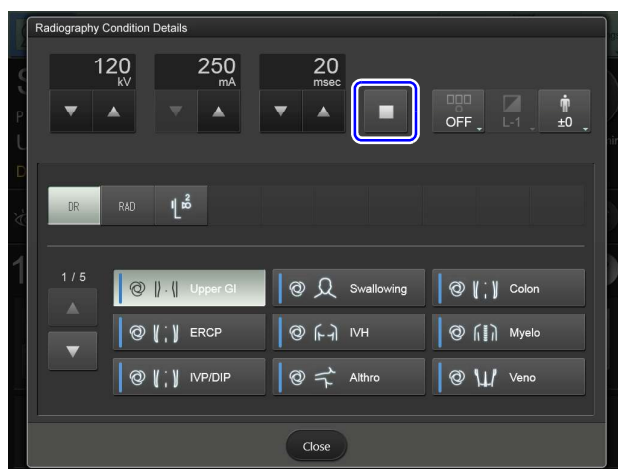 Radiography Condition Details
120 250 20
kV mA msec
OFF L-1 ±0
DR RAD 2
1 / 5
Upper GI Swallowing Colon
ERCP IVH Myelo
IVP/DIP Althro Veno
Close